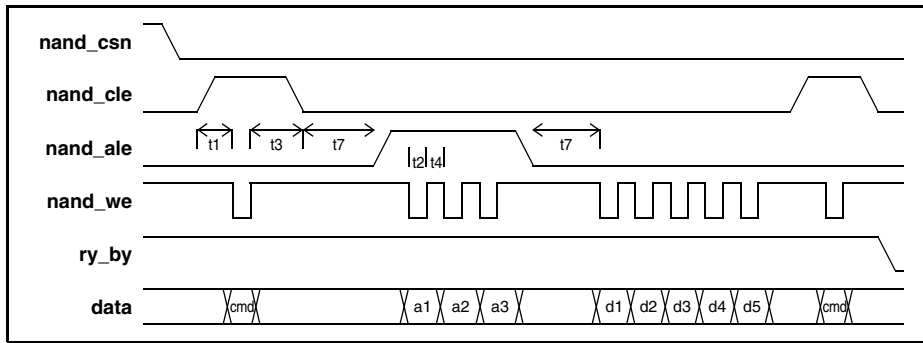 nand_csn
nand_cle
t1 t3 t7 t7
nand_ale
t2 t4
nand_we
ry_by
data cmd a1 a2 a3 d1 d2 d3 d4 d5 cmd